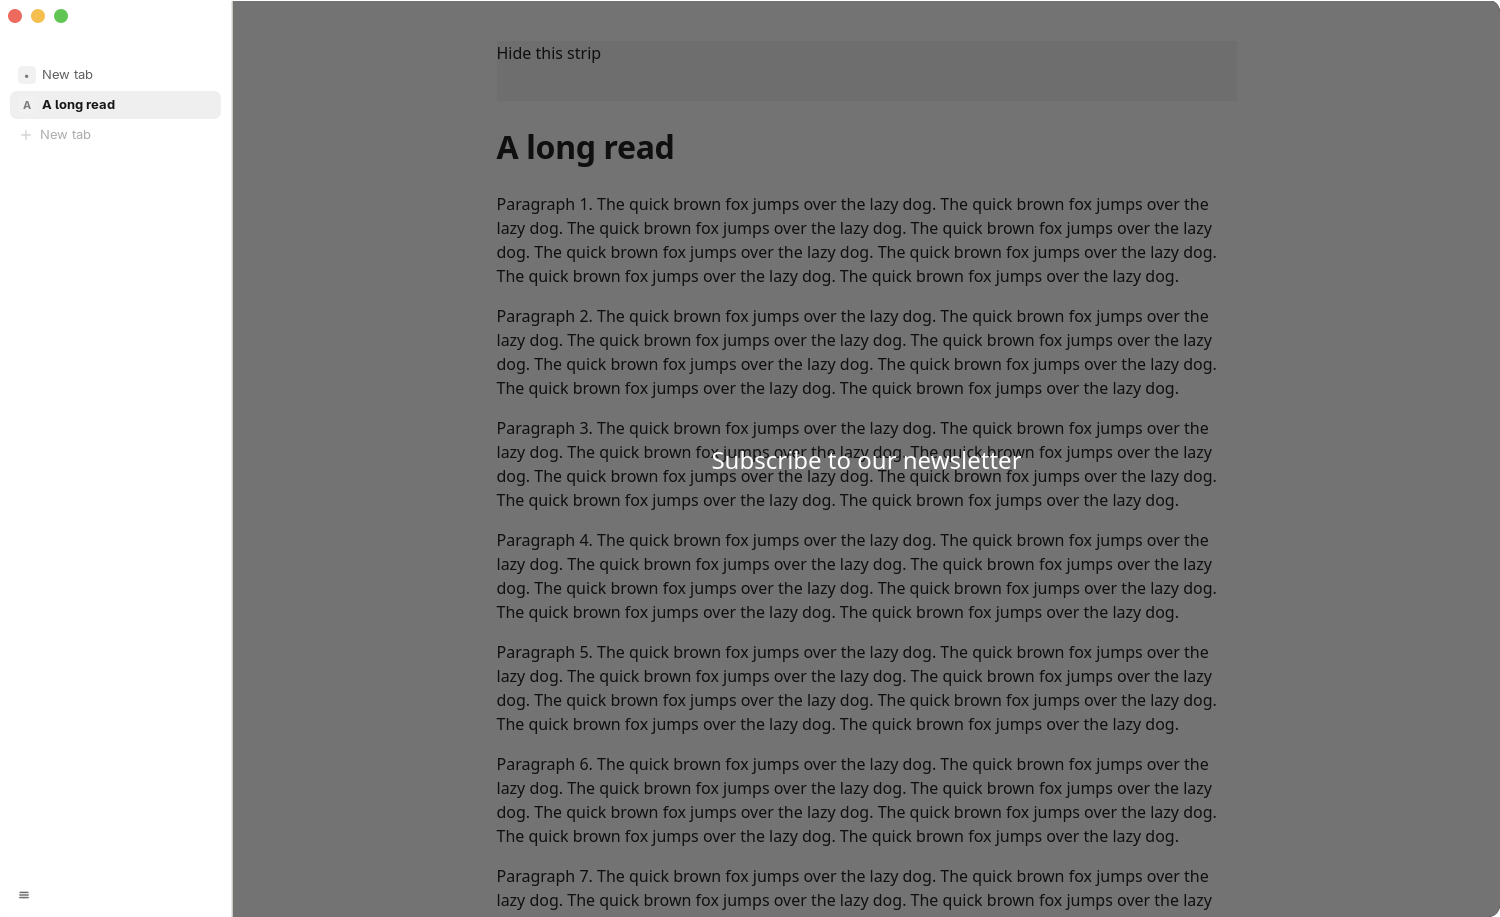 New tab
A A long read
New tab
Hide this strip
A long read
Paragraph 1. The quick brown fox jumps over the lazy dog. The quick brown fox jumps over the
lazy dog. The quick brown fox jumps over the lazy dog. The quick brown fox jumps over the lazy
dog. The quick brown fox jumps over the lazy dog. The quick brown fox jumps over the lazy dog.
The quick brown fox jumps over the lazy dog. The quick brown fox jumps over the lazy dog.
Paragraph 2. The quick brown fox jumps over the lazy dog. The quick brown fox jumps over the
lazy dog. The quick brown fox jumps over the lazy dog. The quick brown fox jumps over the lazy
dog. The quick brown fox jumps over the lazy dog. The quick brown fox jumps over the lazy dog.
The quick brown fox jumps over the lazy dog. The quick brown fox jumps over the lazy dog.
Paragraph 3. The quick brown fox jumps over the lazy dog. The quick brown fox jumps over the
lazy dog. The quick brown fox jumps over the lazy dog. The quick brown fox jumps over the lazy
Subscribe to our newsletter
dog. The quick brown fox jumps over the lazy dog. The quick brown fox jumps over the lazy dog.
The quick brown fox jumps over the lazy dog. The quick brown fox jumps over the lazy dog.
Paragraph 4. The quick brown fox jumps over the lazy dog. The quick brown fox jumps over the
lazy dog. The quick brown fox jumps over the lazy dog. The quick brown fox jumps over the lazy
dog. The quick brown fox jumps over the lazy dog. The quick brown fox jumps over the lazy dog.
The quick brown fox jumps over the lazy dog. The quick brown fox jumps over the lazy dog.
Paragraph 5. The quick brown fox jumps over the lazy dog. The quick brown fox jumps over the
lazy dog. The quick brown fox jumps over the lazy dog. The quick brown fox jumps over the lazy
dog. The quick brown fox jumps over the lazy dog. The quick brown fox jumps over the lazy dog.
The quick brown fox jumps over the lazy dog. The quick brown fox jumps over the lazy dog.
Paragraph 6. The quick brown fox jumps over the lazy dog. The quick brown fox jumps over the
lazy dog. The quick brown fox jumps over the lazy dog. The quick brown fox jumps over the lazy
dog. The quick brown fox jumps over the lazy dog. The quick brown fox jumps over the lazy dog.
The quick brown fox jumps over the lazy dog. The quick brown fox jumps over the lazy dog.
Paragraph 7. The quick brown fox jumps over the lazy dog. The quick brown fox jumps over the
lazy dog. The quick brown fox jumps over the lazy dog. The quick brown fox jumps over the lazy